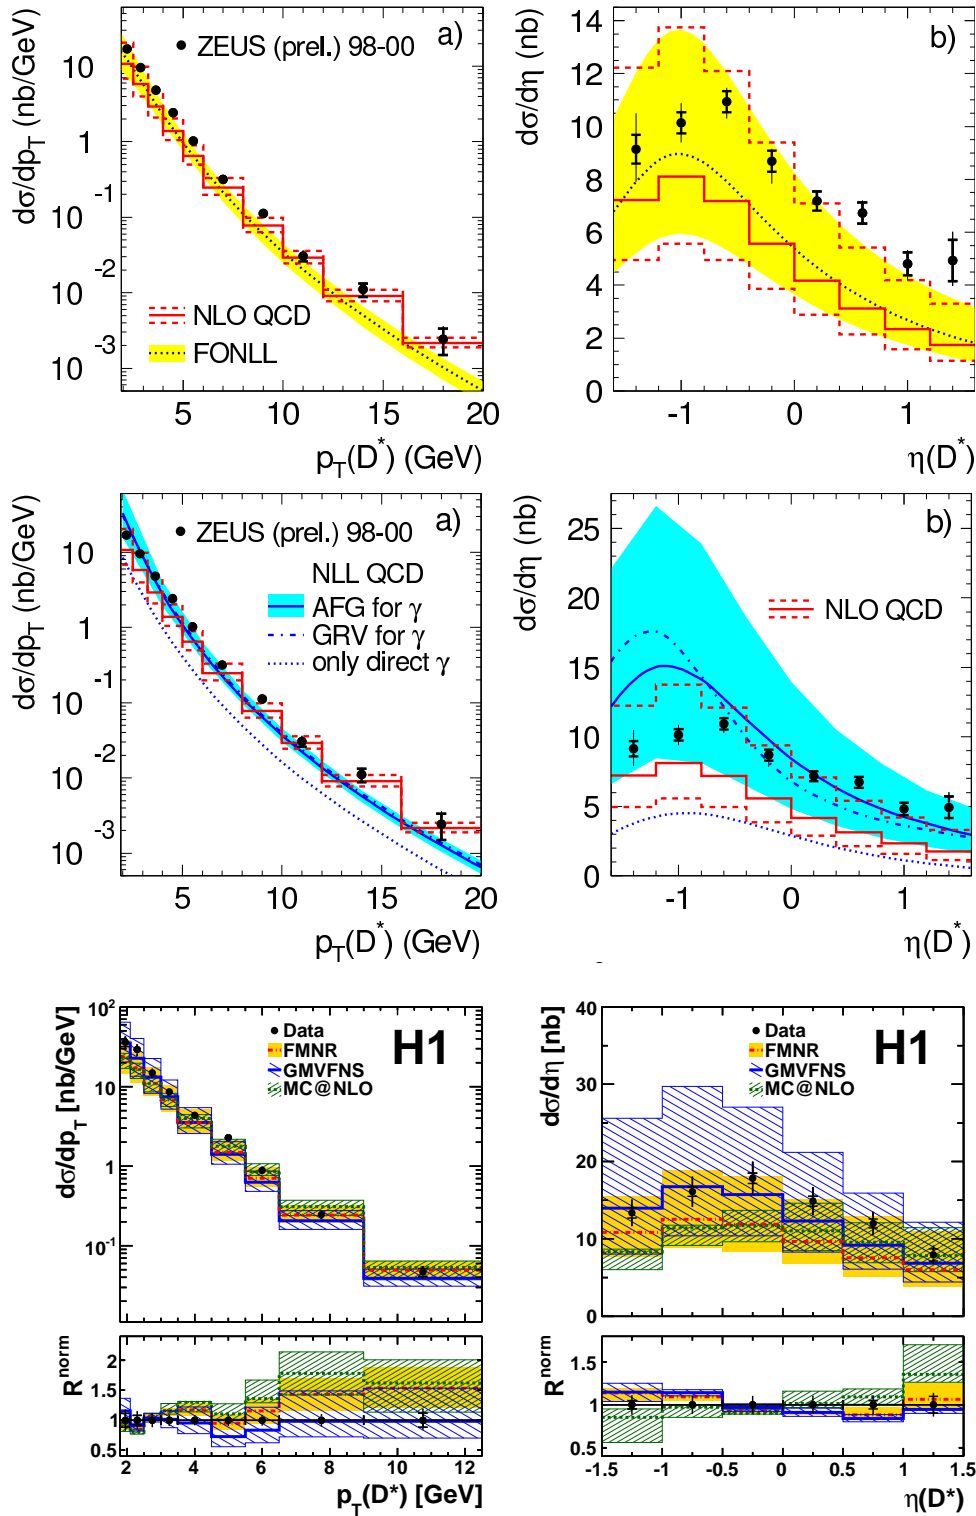 a)
ZEUS (prel.) 98-00
dσ/dp_T (nb/GeV)
10
1
10^-1
10^-2
10^-3
NLO QCD
FONLL
5 10 15 20
p_T(D*) (GeV)
b)
dσ/dη (nb)
14
12
10
8
6
4
2
0
-1 0 1
η(D*)
a)
ZEUS (prel.) 98-00
NLL QCD
AFG for γ
GRV for γ
only direct γ
dσ/dp_T (nb/GeV)
10
1
10^-1
10^-2
10^-3
5 10 15 20
p_T(D*) (GeV)
b)
dσ/dη (nb)
25
20
15
10
5
0
NLO QCD
-1 0 1
η(D*)
H1
Data
FMNR
GMVFNS
MC@NLO
dσ/dp_T [nb/GeV]
10^2
10
1
10^-1
R^norm
2
1.5
1
0.5
2 4 6 8 10 12
p_T(D*) [GeV]
H1
Data
FMNR
GMVFNS
MC@NLO
dσ/dη [nb]
40
30
20
10
0
R^norm
1.5
1
0.5
-1.5 -1 -0.5 0 0.5 1 1.5
η(D*)